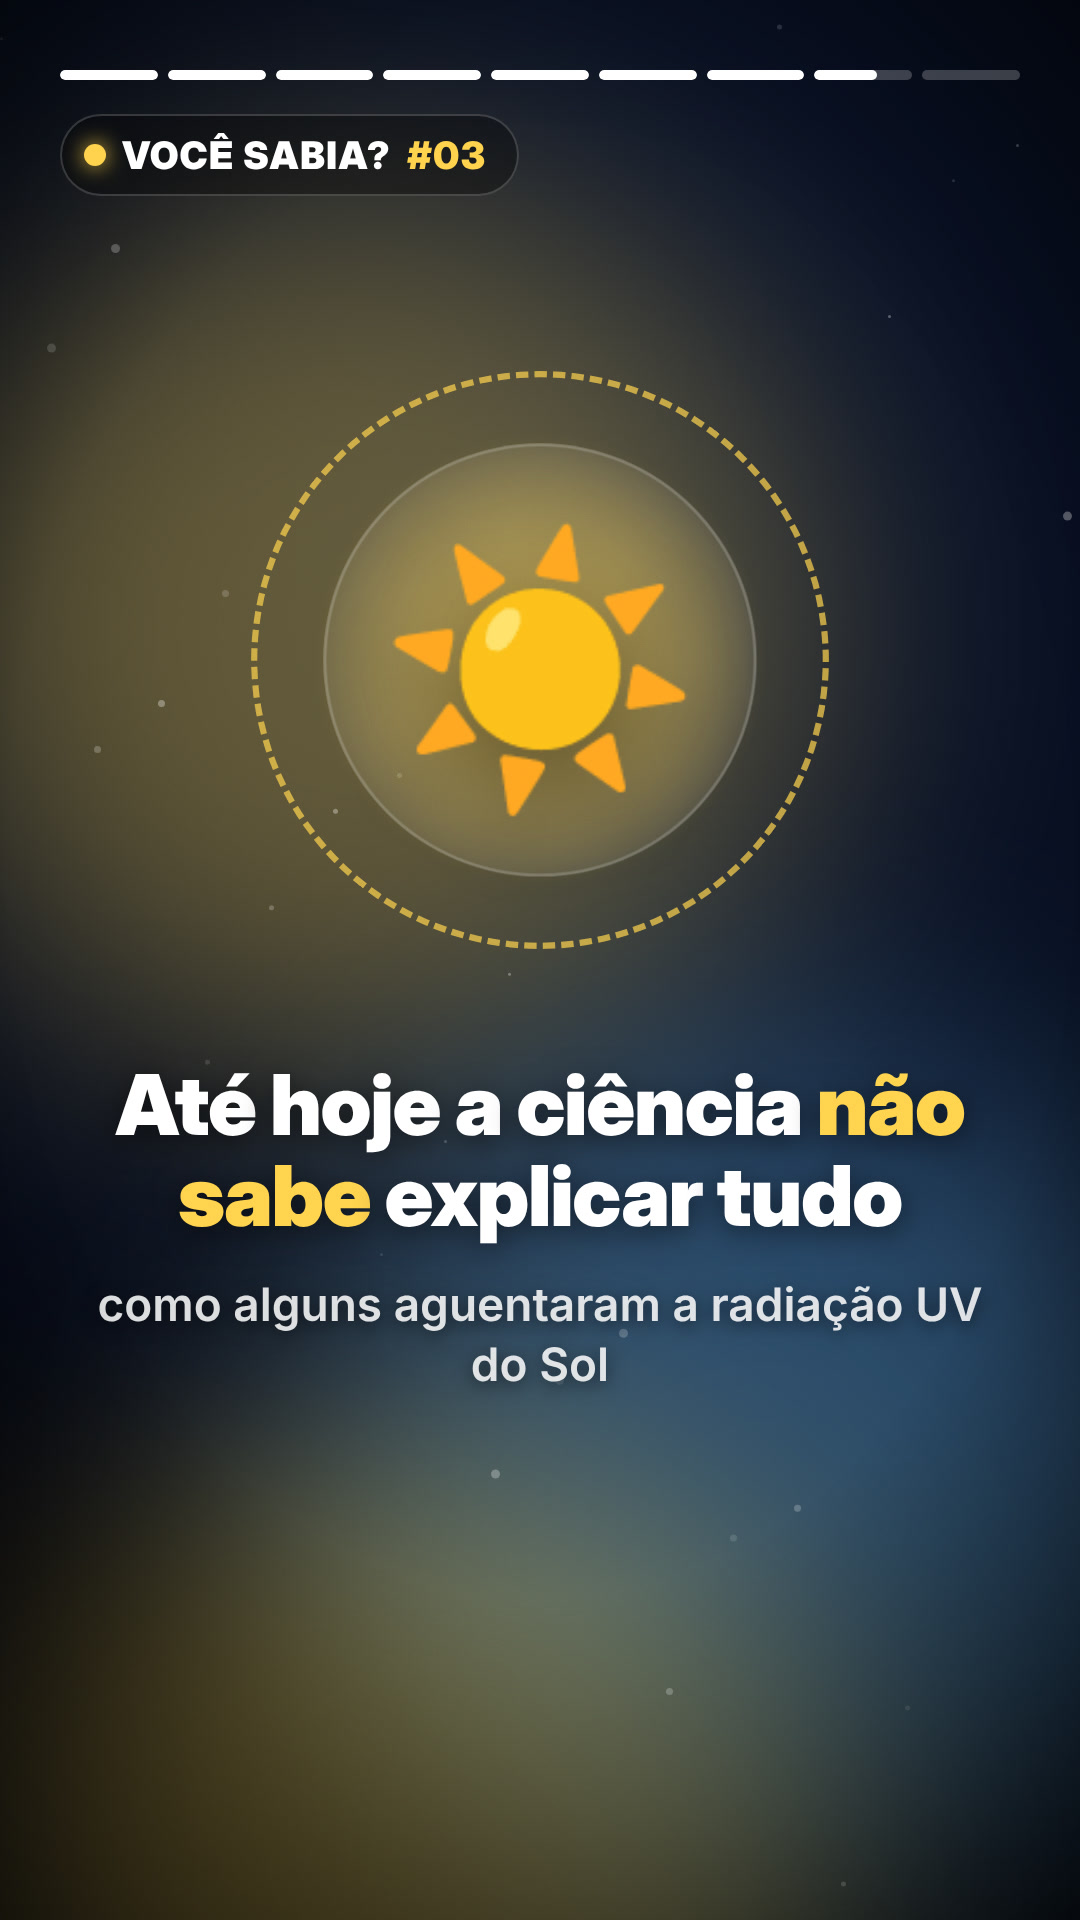 VOCÊ SABIA? #03
Até hoje a ciência não
sabe explicar tudo
como alguns aguentaram a radiação UV
do Sol